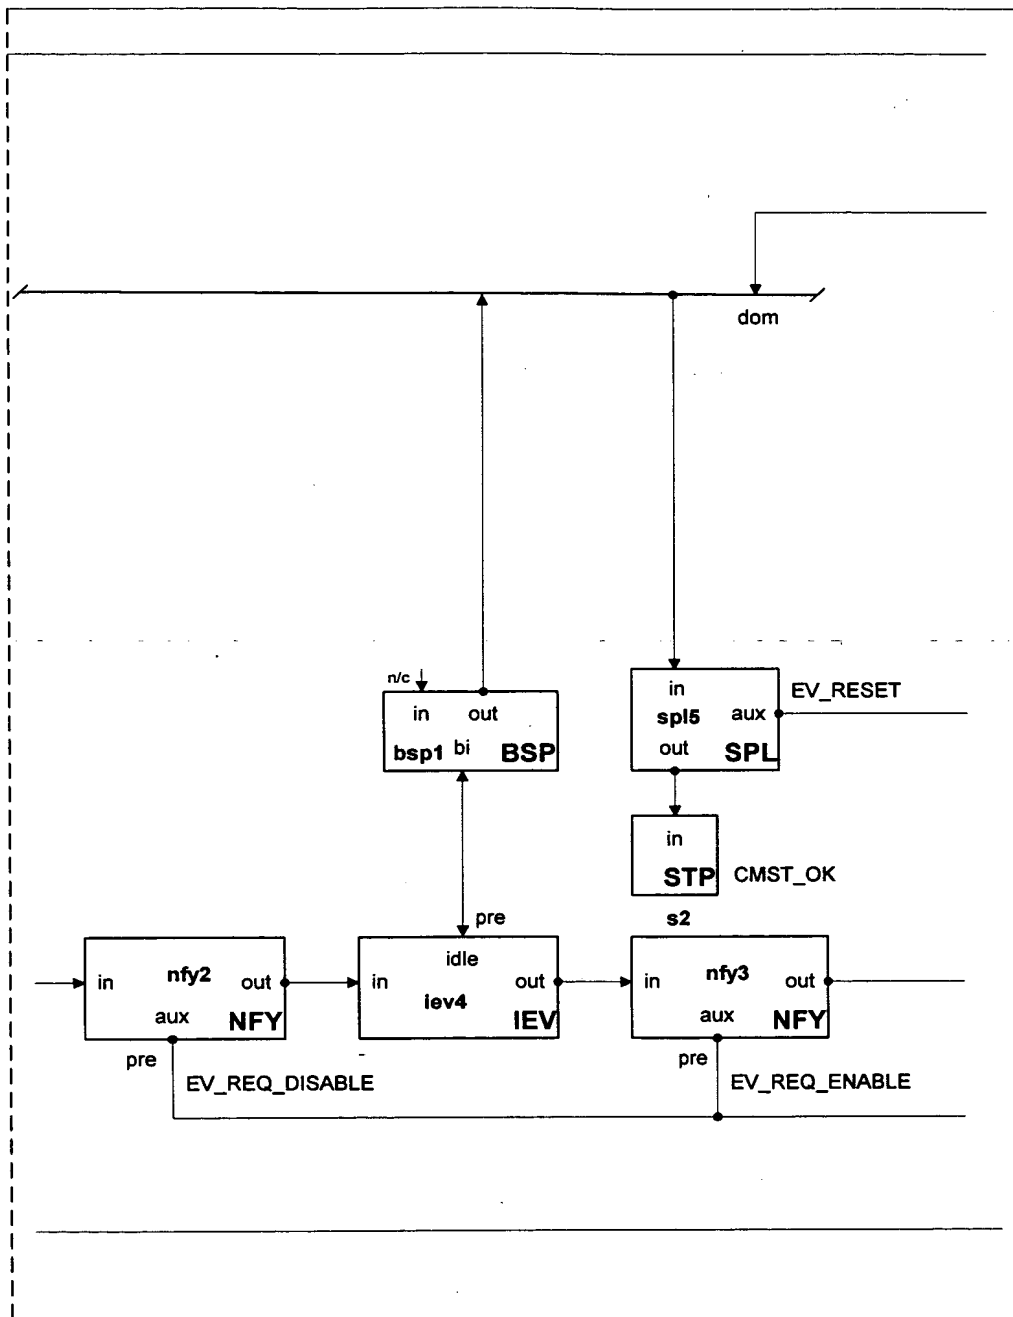 dom
n/c
in out
bsp1 bi BSP
in
spl5 aux EV_RESET
out SPL
in
STP CMST_OK
s2
pre
in nfy2 out
aux NFY
pre
EV_REQ_DISABLE
idle
in out
iev4 IEV
in nfy3 out
aux NFY
pre
EV_REQ_ENABLE